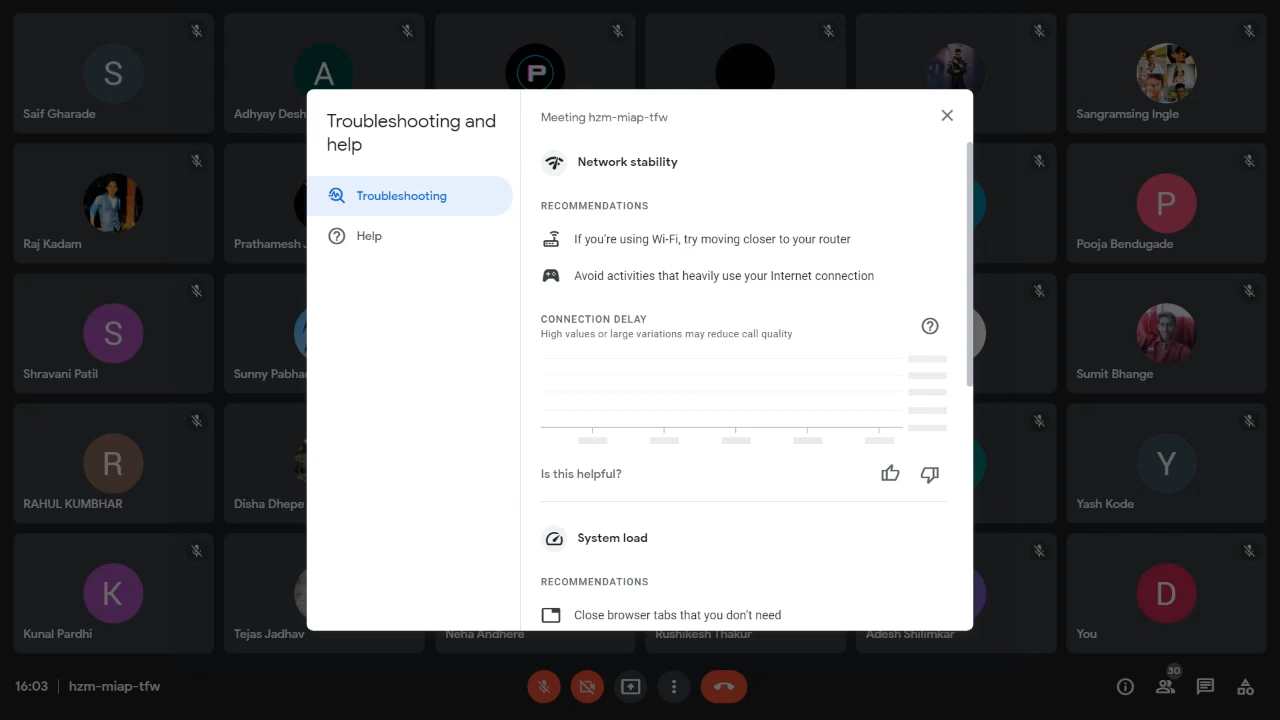 S
Saif Gharade
A
Adhyay Desh
P
Sangramsing Ingle
Raj Kadam
Prathamesh
P
Pooja Bendugade
S
Shravani Patil
Sunny Pabha
Sumit Bhange
R
RAHUL KUMBHAR
Disha Dhepe
Y
Yash Kode
K
Kunal Pardhi
Tejas Jadhav
Neha Andhere
Rushikesh Thakur
Adesh Shilimkar
D
You
Troubleshooting and
help
Troubleshooting
Help
Meeting hzm-miap-tfw
Network stability
RECOMMENDATIONS
If you're using Wi-Fi, try moving closer to your router
Avoid activities that heavily use your Internet connection
CONNECTION DELAY
High values or large variations may reduce call quality
Is this helpful?
System load
RECOMMENDATIONS
Close browser tabs that you don't need
16:03 | hzm-miap-tfw
30